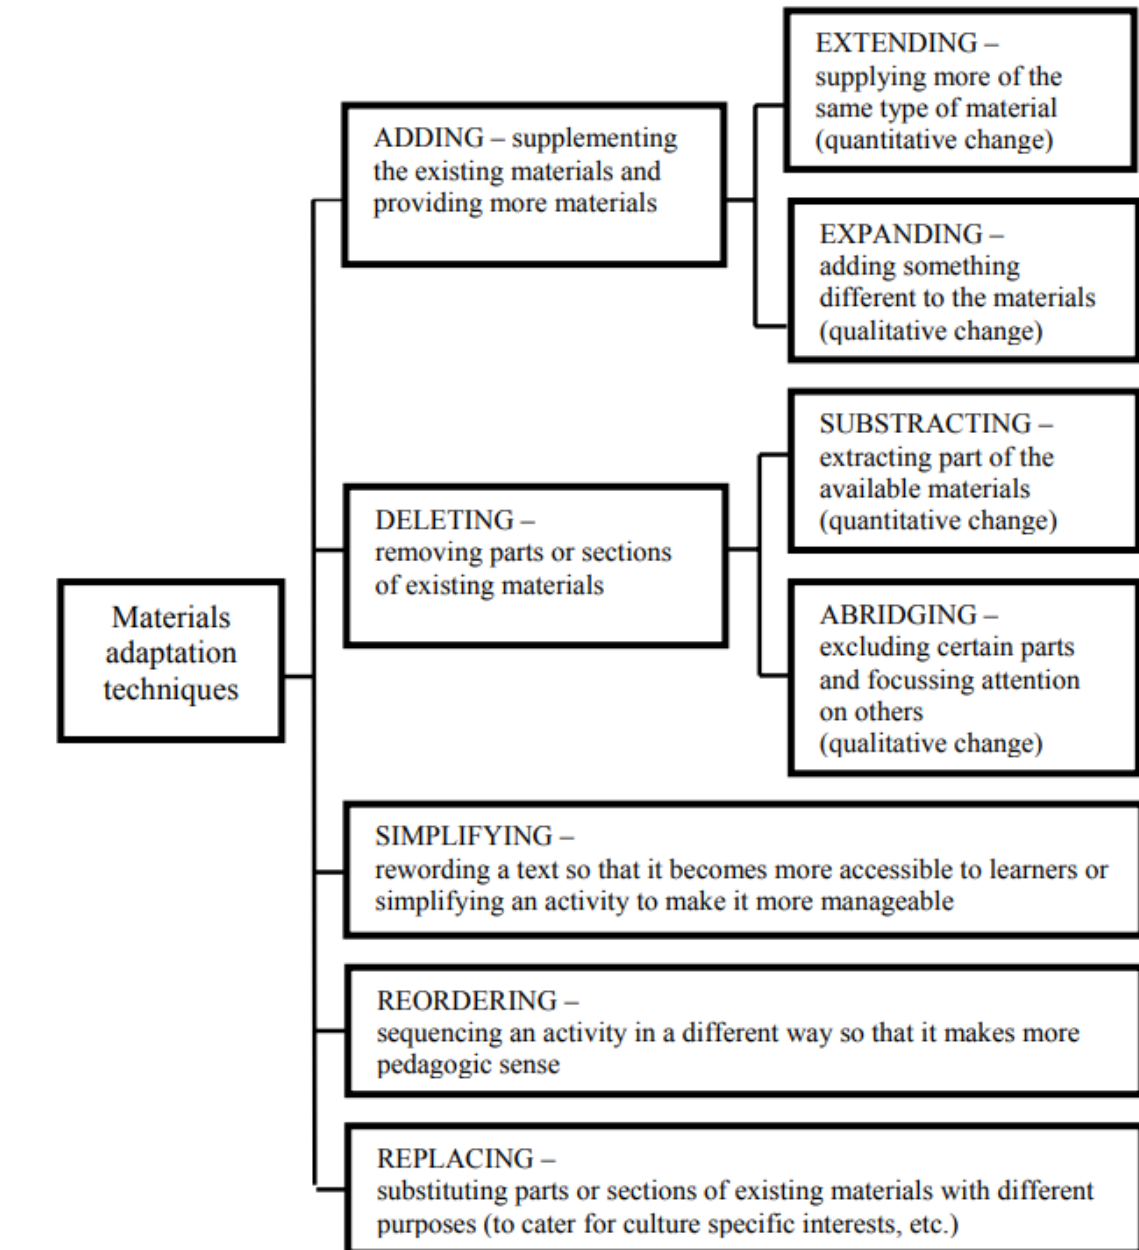 Materials
adaptation
techniques
ADDING – supplementing
the existing materials and
providing more materials
EXTENDING –
supplying more of the
same type of material
(quantitative change)
EXPANDING –
adding something
different to the materials
(qualitative change)
DELETING –
removing parts or sections
of existing materials
SUBSTRACTING –
extracting part of the
available materials
(quantitative change)
ABRIDGING –
excluding certain parts
and focussing attention
on others
(qualitative change)
SIMPLIFYING –
rewording a text so that it becomes more accessible to learners or
simplifying an activity to make it more manageable
REORDERING –
sequencing an activity in a different way so that it makes more
pedagogic sense
REPLACING –
substituting parts or sections of existing materials with different
purposes (to cater for culture specific interests, etc.)